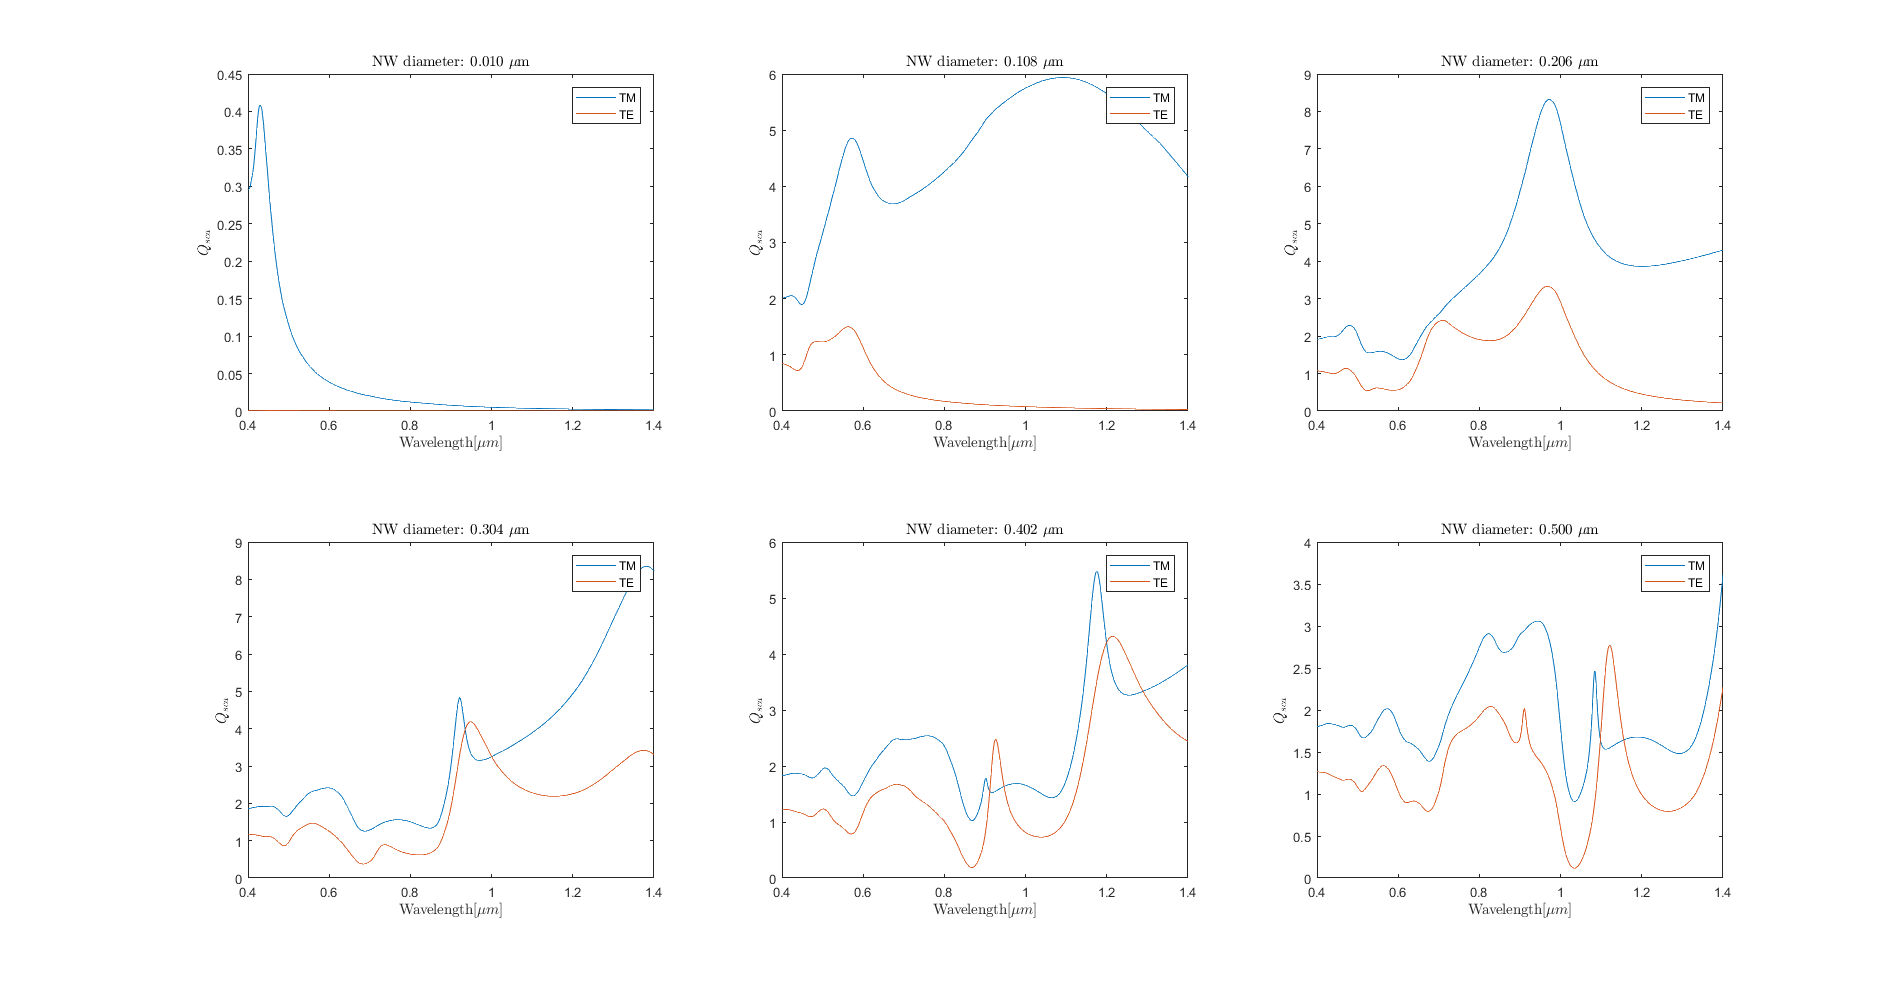 NW diameter: 0.010 μm
0.45
0.4
0.35
0.3
0.25
0.2
0.15
0.1
0.05
0
Q_sca
TM
TE
0.4 0.6 0.8 1 1.2 1.4
Wavelength[μm]
NW diameter: 0.108 μm
6
5
4
3
2
1
0
Q_sca
TM
TE
0.4 0.6 0.8 1 1.2 1.4
Wavelength[μm]
NW diameter: 0.206 μm
9
8
7
6
5
4
3
2
1
0
Q_sca
TM
TE
0.4 0.6 0.8 1 1.2 1.4
Wavelength[μm]
NW diameter: 0.304 μm
9
8
7
6
5
4
3
2
1
0
Q_sca
TM
TE
0.4 0.6 0.8 1 1.2 1.4
Wavelength[μm]
NW diameter: 0.402 μm
6
5
4
3
2
1
0
Q_sca
TM
TE
0.4 0.6 0.8 1 1.2 1.4
Wavelength[μm]
NW diameter: 0.500 μm
4
3.5
3
2.5
2
1.5
1
0.5
0
Q_sca
TM
TE
0.4 0.6 0.8 1 1.2 1.4
Wavelength[μm]